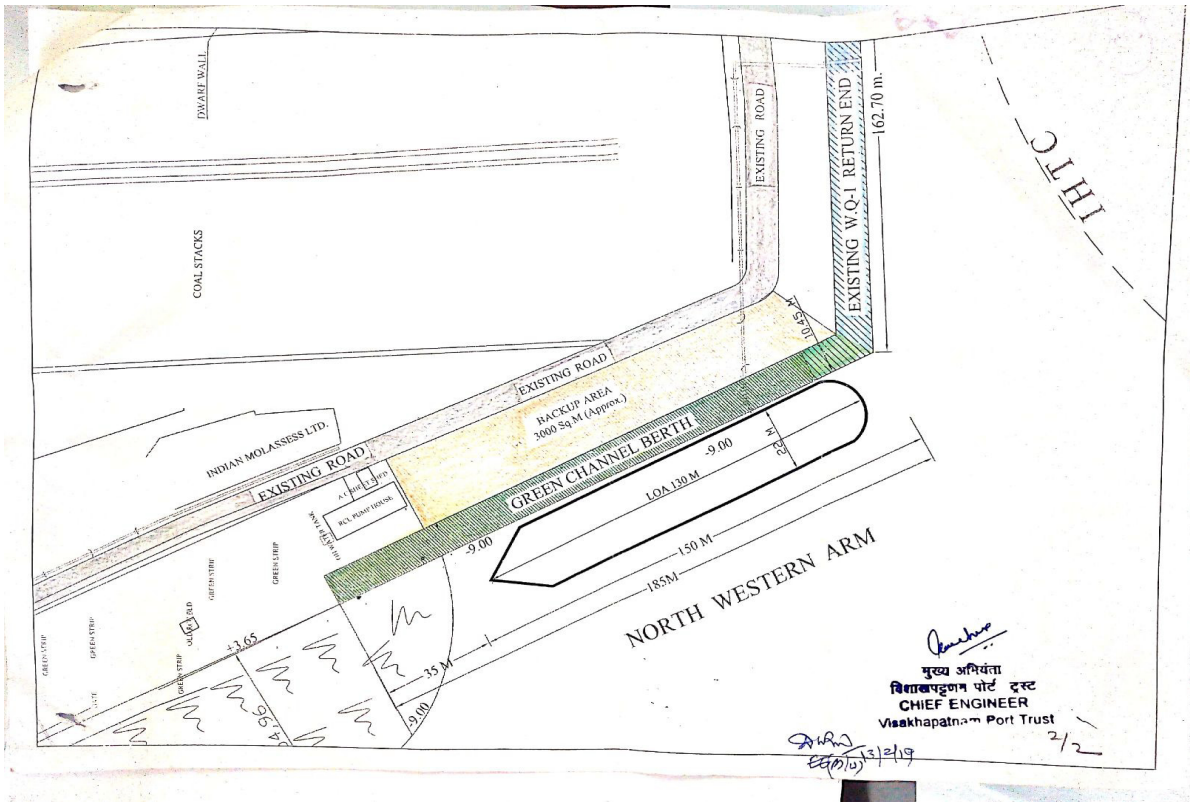 DWARF WALL
COAL STACKS
EXISTING ROAD
EXISTING W.Q-1 RETURN END
162.70 m.
IHTC
10.45 M
EXISTING ROAD
BACKUP AREA
3000 Sq.M (Approx.)
INDIAN MOLASSESS LTD.
EXISTING ROAD
RCL PUMP HOUSE
GREEN CHANNEL BERTH
-9.00
22 M
LOA 130 M
-9.00
150 M
185M
NORTH WESTERN ARM
GREEN STRIP
GREEN STRIP
GREEN STRIP
GREEN STRIP
GREEN STRIP
+3.65
35 M
-9.00
मुख्य अभियंता
विशाखपट्टणम पोर्ट ट्रस्ट
CHIEF ENGINEER
Visakhapatnam Port Trust
2/2
13/2/19